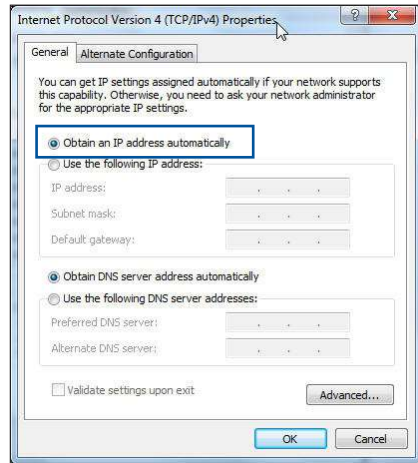 Internet Protocol Version 4 (TCP/IPv4) Properties
General Alternate Configuration
You can get IP settings assigned automatically if your network supports
this capability. Otherwise, you need to ask your network administrator
for the appropriate IP settings.
Obtain an IP address automatically
Use the following IP address:
IP address:
Subnet mask:
Default gateway:
Obtain DNS server address automatically
Use the following DNS server addresses:
Preferred DNS server:
Alternate DNS server:
Validate settings upon exit
Advanced...
OK Cancel